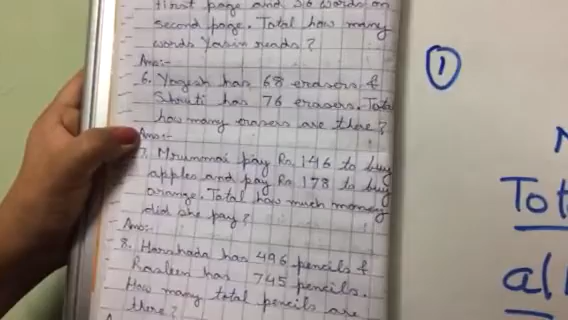 first page and 56 words on
second page. Total how many
words Yasin reads?
Ans:-
6. Yogesh has 68 erasers &
Shruti has 76 erasers. Total
how many erasers are there?
Ans:-
7. Mrunmai pay Rs 146 to buy
apples and pay Rs 178 to buy
orange. Total how much money
did she pay?
Ans:-
8. Harshada has 496 pencils &
Rasleen has 745 pencils.
How many total pencils are
there?
1
Tot
all